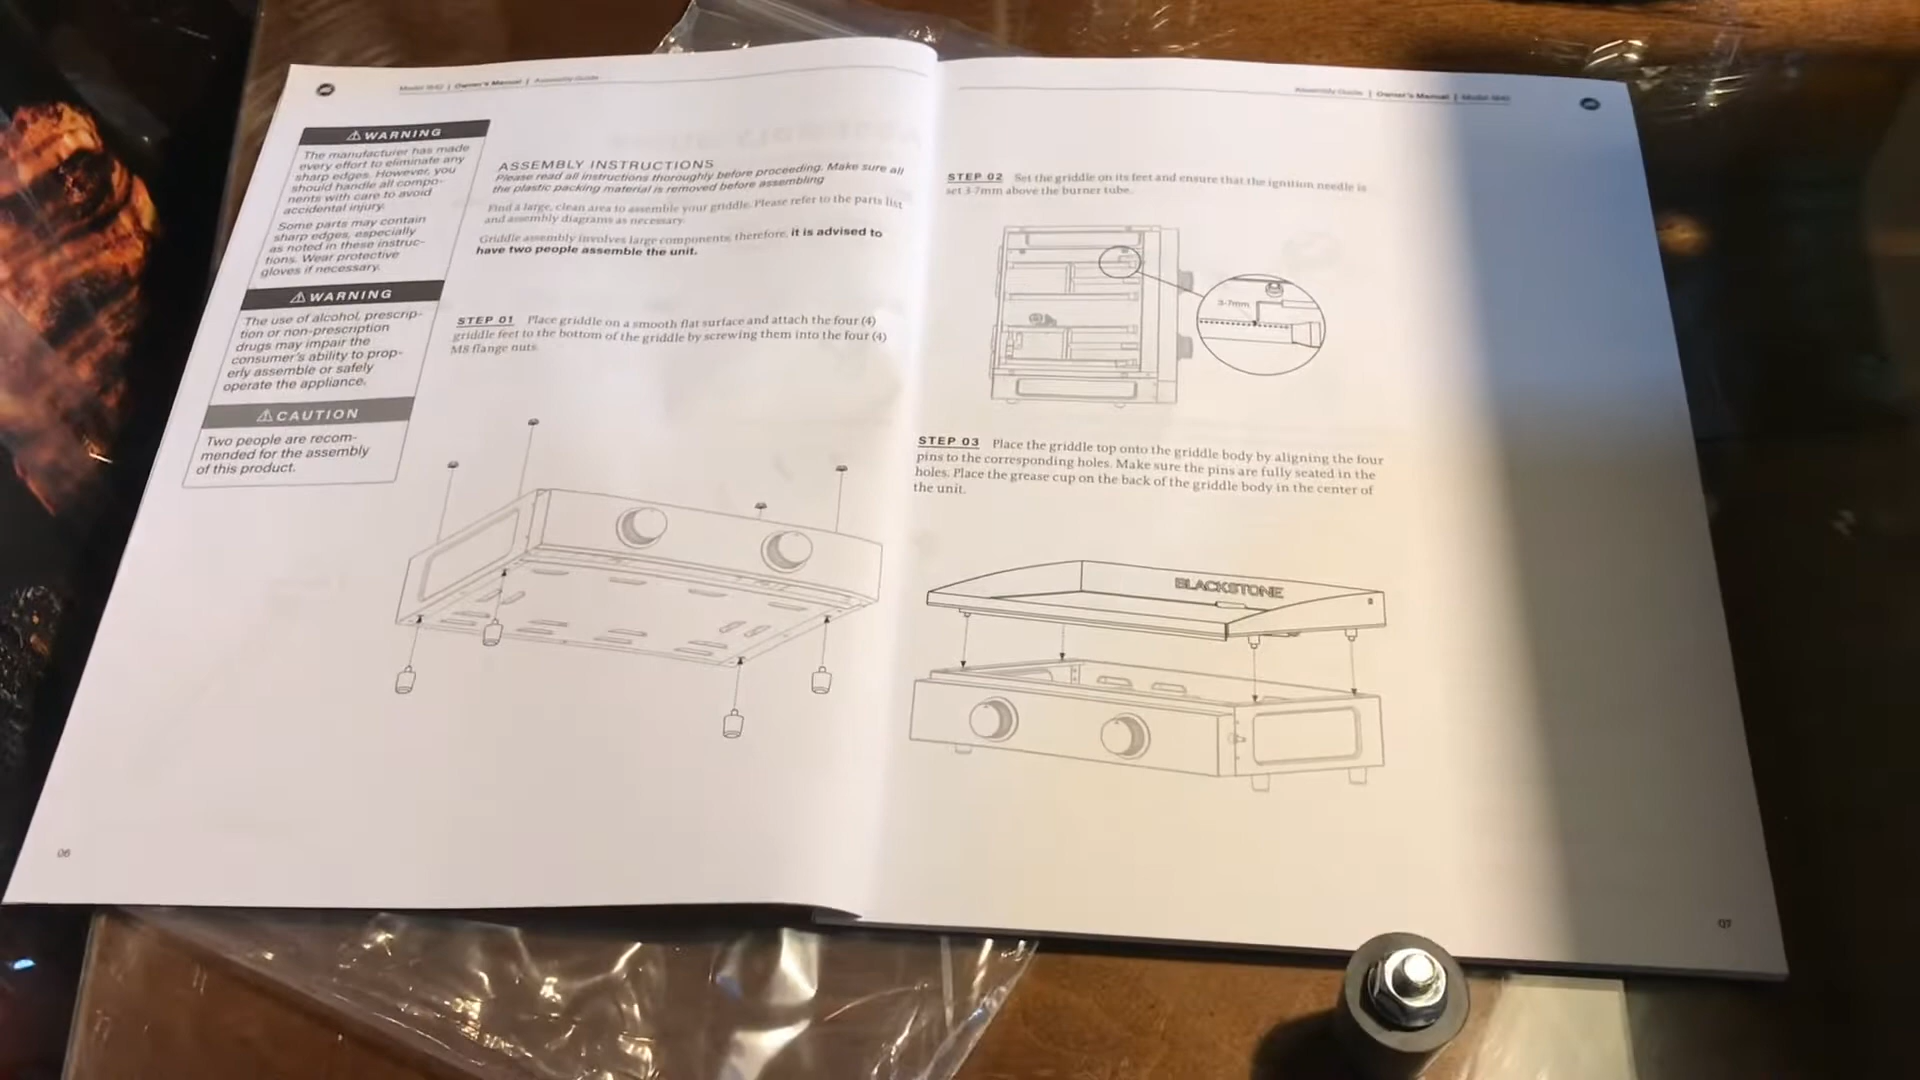 Owner's Manual | Assembly Guide
WARNING
The manufacturer has made
every effort to eliminate any
sharp edges. However, you
should handle all compo-
nents with care to avoid
accidental injury.
Some parts may contain
sharp edges, especially
as noted in these instruc-
tions. Wear protective
gloves if necessary.
WARNING
The use of alcohol, prescrip-
tion or non-prescription
drugs may impair the
consumer's ability to prop-
erly assemble or safely
operate the appliance.
CAUTION
Two people are recom-
mended for the assembly
of this product.
ASSEMBLY INSTRUCTIONS
Please read all instructions thoroughly before proceeding. Make sure all
the plastic packing material is removed before assembling
Find a large, clean area to assemble your griddle. Please refer to the parts list
and assembly diagrams as necessary.
Griddle assembly involves large components, therefore, it is advised to
have two people assemble the unit.
STEP 01 Place griddle on a smooth flat surface and attach the four (4)
griddle feet to the bottom of the griddle by screwing them into the four (4)
M8 flange nuts.
06
Assembly Guide | Owner's Manual |
STEP 02 Set the griddle on its feet and ensure that the ignition needle is
set 3-7mm above the burner tube.
3-7mm
STEP 03 Place the griddle top onto the griddle body by aligning the four
pins to the corresponding holes. Make sure the pins are fully seated in the
holes. Place the grease cup on the back of the griddle body in the center of
the unit.
BLACKSTONE
07